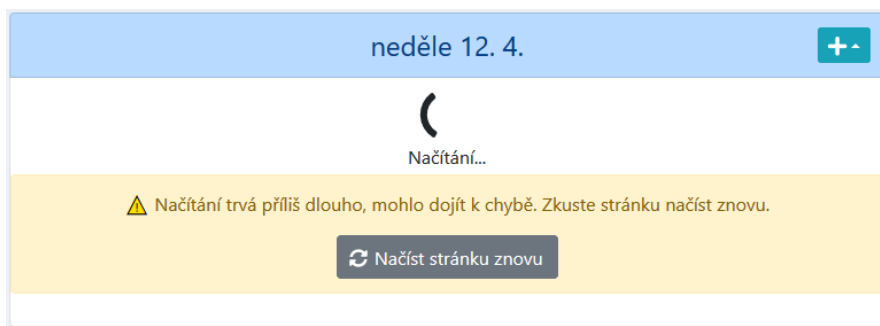 neděle 12. 4.
Načítání...
Načítání trvá příliš dlouho, mohlo dojít k chybě. Zkuste stránku načíst znovu.
Načíst stránku znovu